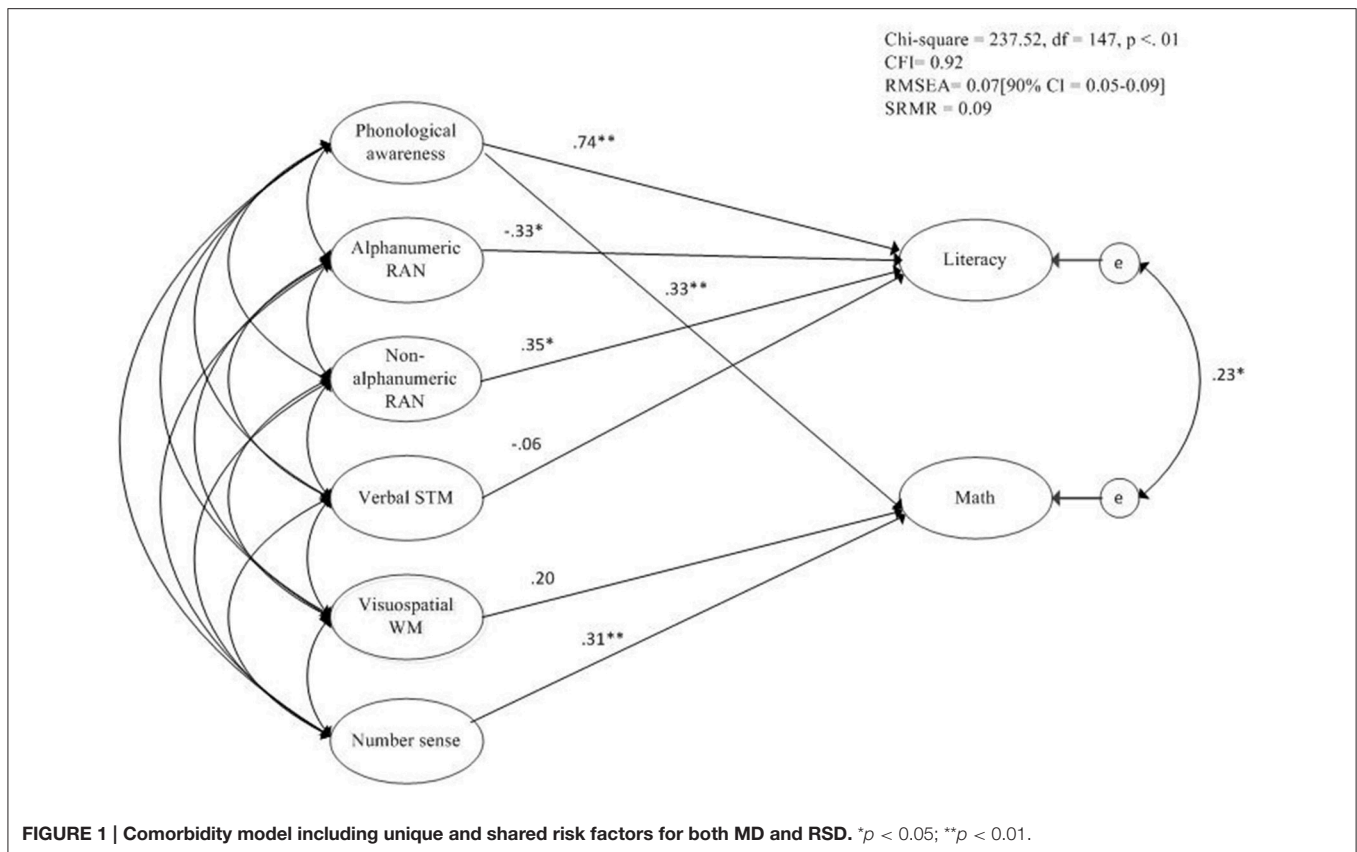 Chi-square = 237.52, df = 147, p <. 01
CFI= 0.92
RMSEA= 0.07[90% CI = 0.05-0.09]
SRMR = 0.09
Phonological
awareness
.74**
Alphanumeric
RAN
-.33*
Literacy
e
.33**
Non-
alphanumeric
RAN
.35*
.23*
-.06
Verbal STM
Math
e
Visuospatial
WM
.20
.31**
Number sense
FIGURE 1 | Comorbidity model including unique and shared risk factors for both MD and RSD. *p < 0.05; **p < 0.01.